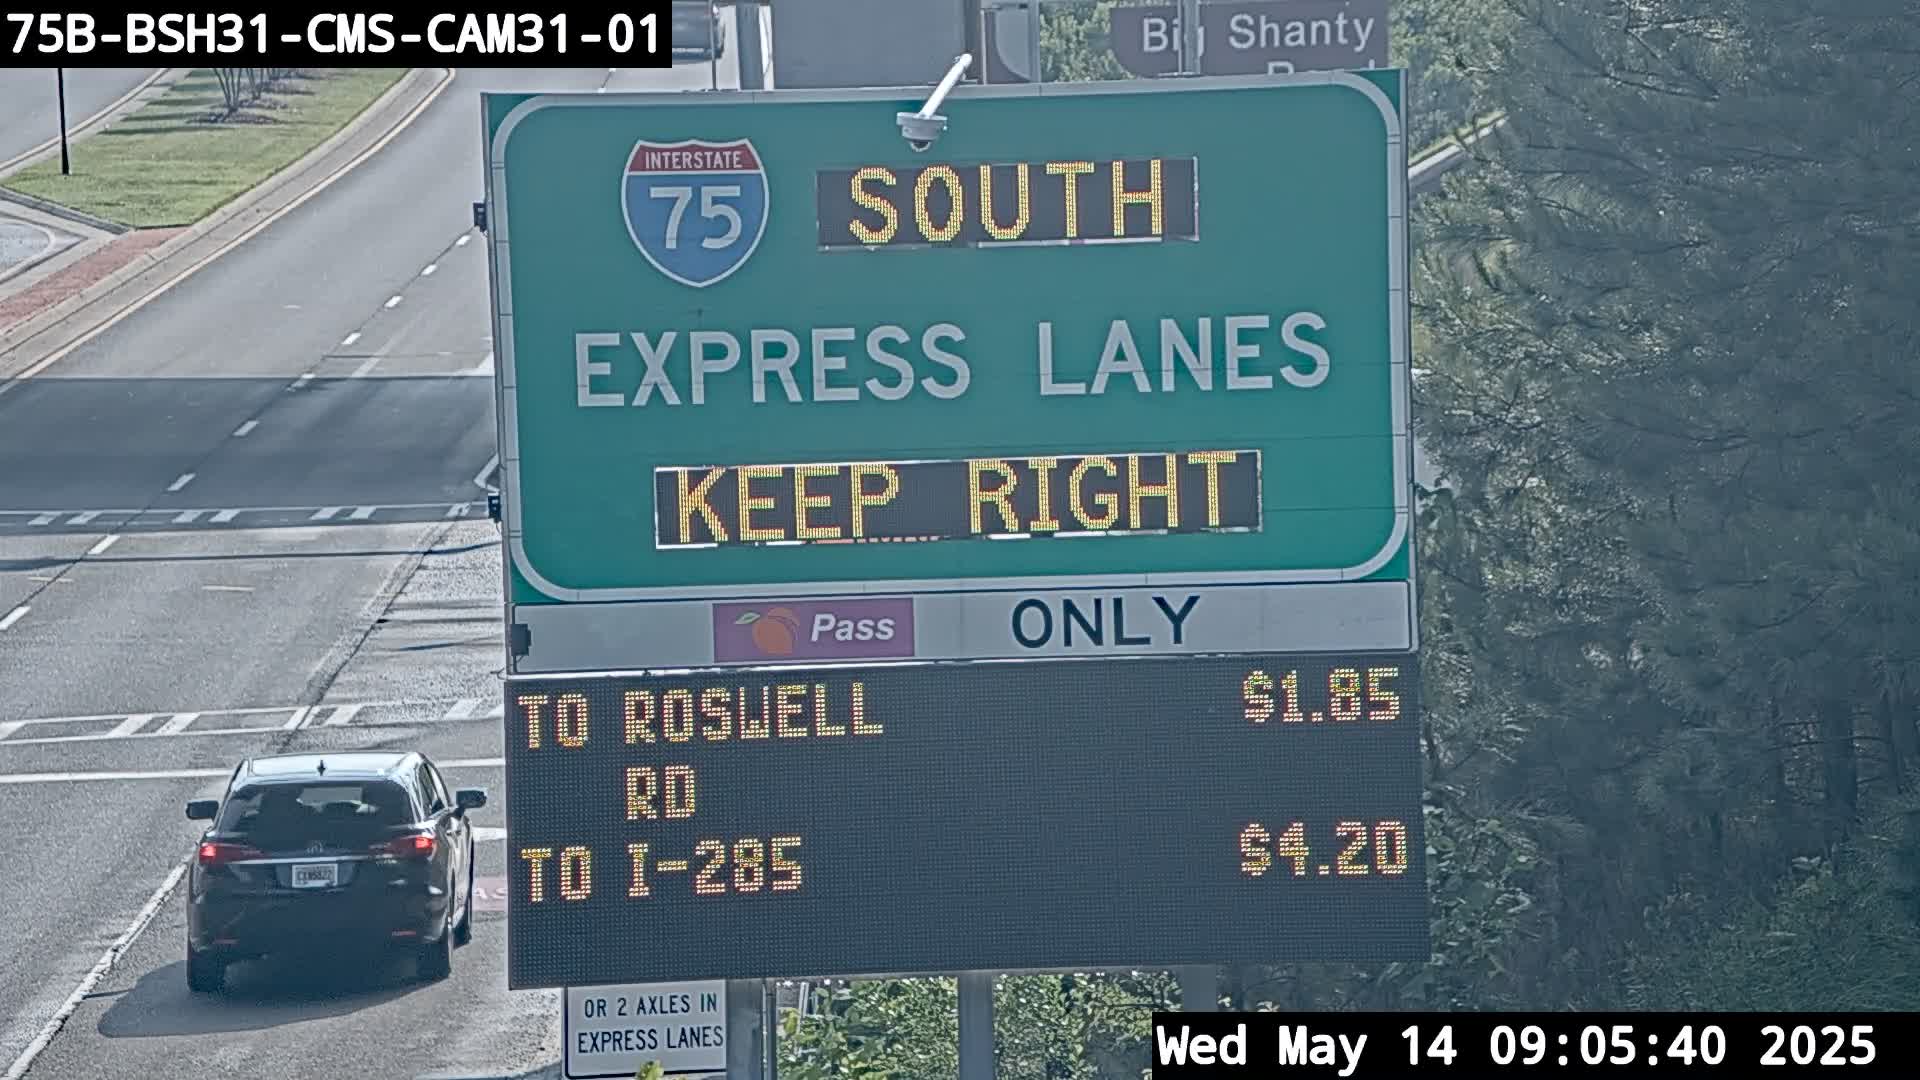 75B-BSH31-CMS-CAM31-01
Big Shanty
INTERSTATE
75
SOUTH
EXPRESS LANES
KEEP RIGHT
Pass ONLY
TO ROSWELL $1.85
RD
TO I-285 $4.20
OR 2 AXLES IN
EXPRESS LANES
Wed May 14 09:05:40 2025